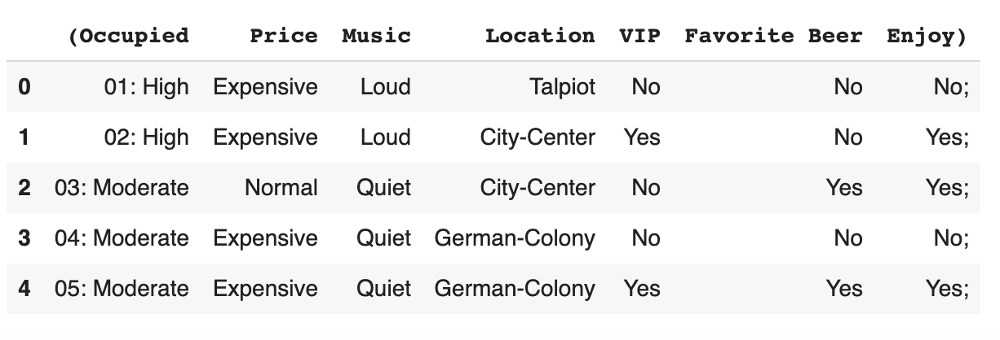 (Occupied Price Music Location VIP Favorite Beer Enjoy)
0 01: High Expensive Loud Talpiot No No No;
1 02: High Expensive Loud City-Center Yes No Yes;
2 03: Moderate Normal Quiet City-Center No Yes Yes;
3 04: Moderate Expensive Quiet German-Colony No No No;
4 05: Moderate Expensive Quiet German-Colony Yes Yes Yes;